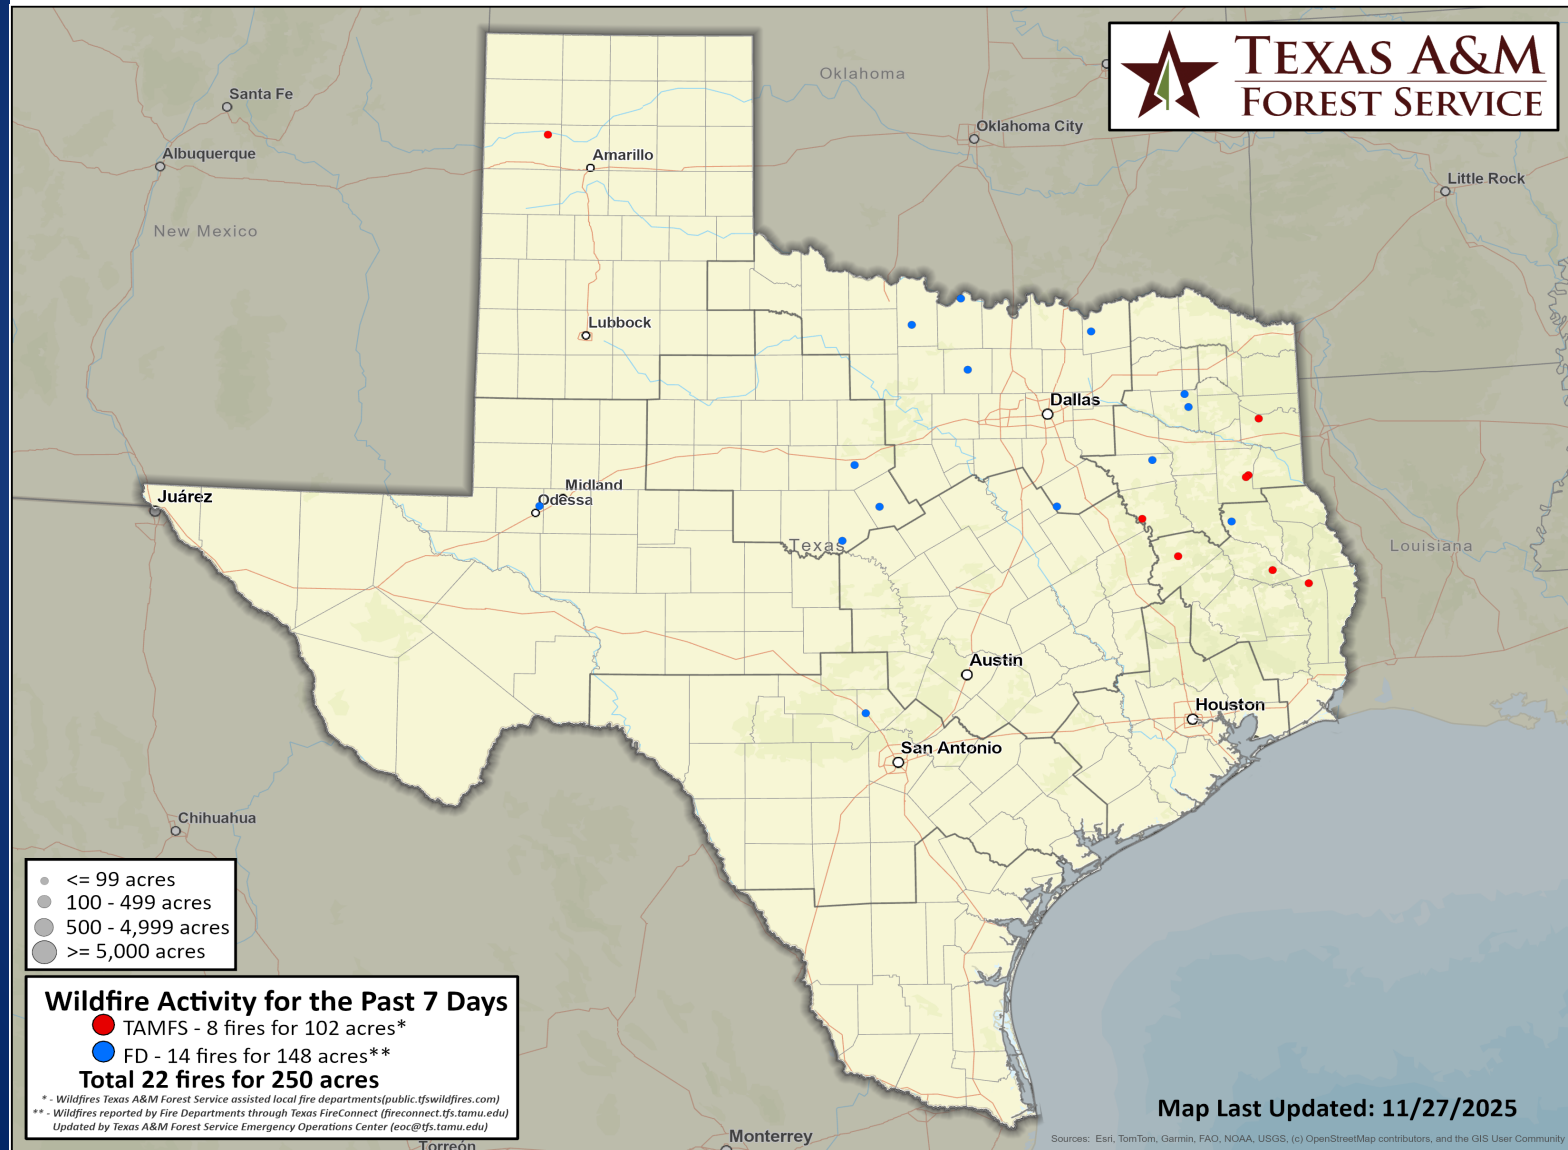 TEXAS A&M
FOREST SERVICE
Oklahoma
Santa Fe
Oklahoma City
Albuquerque
Amarillo
Little Rock
New Mexico
Lubbock
Dallas
Midland
Odessa
Juárez
Texas
Louisiana
Austin
Houston
San Antonio
Chihuahua
<= 99 acres
100 - 499 acres
500 - 4,999 acres
>= 5,000 acres
Wildfire Activity for the Past 7 Days
TAMFS - 8 fires for 102 acres*
FD - 14 fires for 148 acres**
Total 22 fires for 250 acres
* - Wildfires Texas A&M Forest Service assisted local fire departments(public.tfswildfires.com)
** - Wildfires reported by Fire Departments through Texas FireConnect (fireconnect.tfs.tamu.edu)
Updated by Texas A&M Forest Service Emergency Operations Center (eoc@tfs.tamu.edu)
Map Last Updated: 11/27/2025
Monterrey
Sources: Esri, TomTom, Garmin, FAO, NOAA, USGS, (c) OpenStreetMap contributors, and the GIS User Community
Torreón